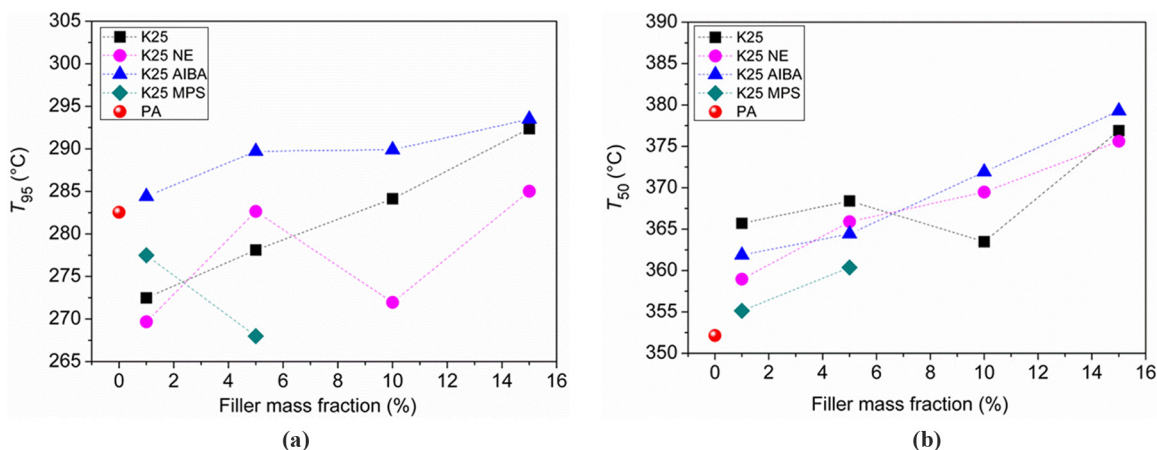 305
300
295
290
285
280
275
270
265
T95 (°C)
K25
K25 NE
K25 AIBA
K25 MPS
PA
0 2 4 6 8 10 12 14 16
Filler mass fraction (%)
(a)
390
385
380
375
370
365
360
355
350
T50 (°C)
K25
K25 NE
K25 AIBA
K25 MPS
PA
0 2 4 6 8 10 12 14 16
Filler mass fraction (%)
(b)